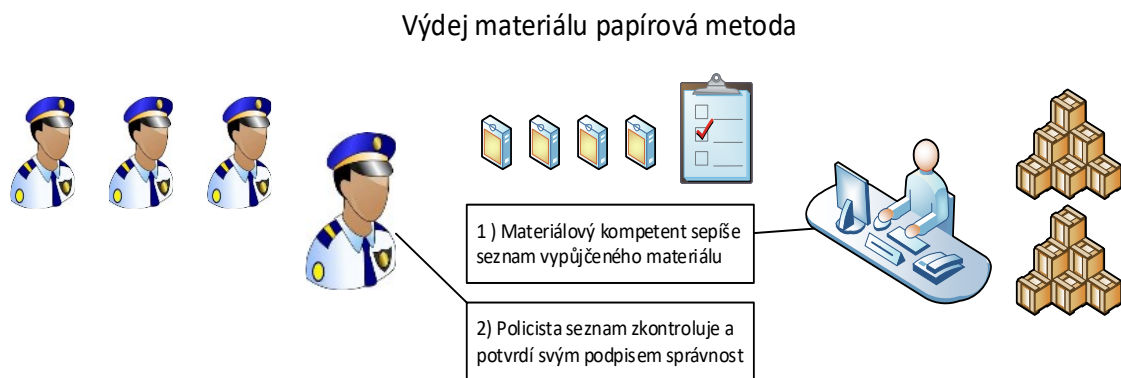 Výdej materiálu papírová metoda
1 ) Materiálový kompetent sepíše
seznam vypůjčeného materiálu
2) Policista seznam zkontroluje a
potvrdí svým podpisem správnost